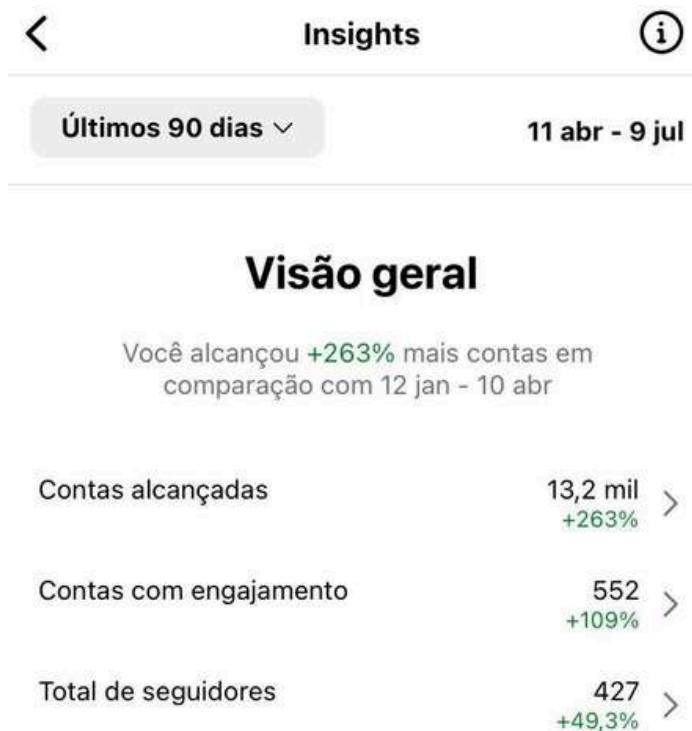 Insights
Últimos 90 dias
11 abr - 9 jul
Visão geral
Você alcançou +263% mais contas em
comparação com 12 jan - 10 abr
Contas alcançadas
13,2 mil
+263%
Contas com engajamento
552
+109%
Total de seguidores
427
+49,3%